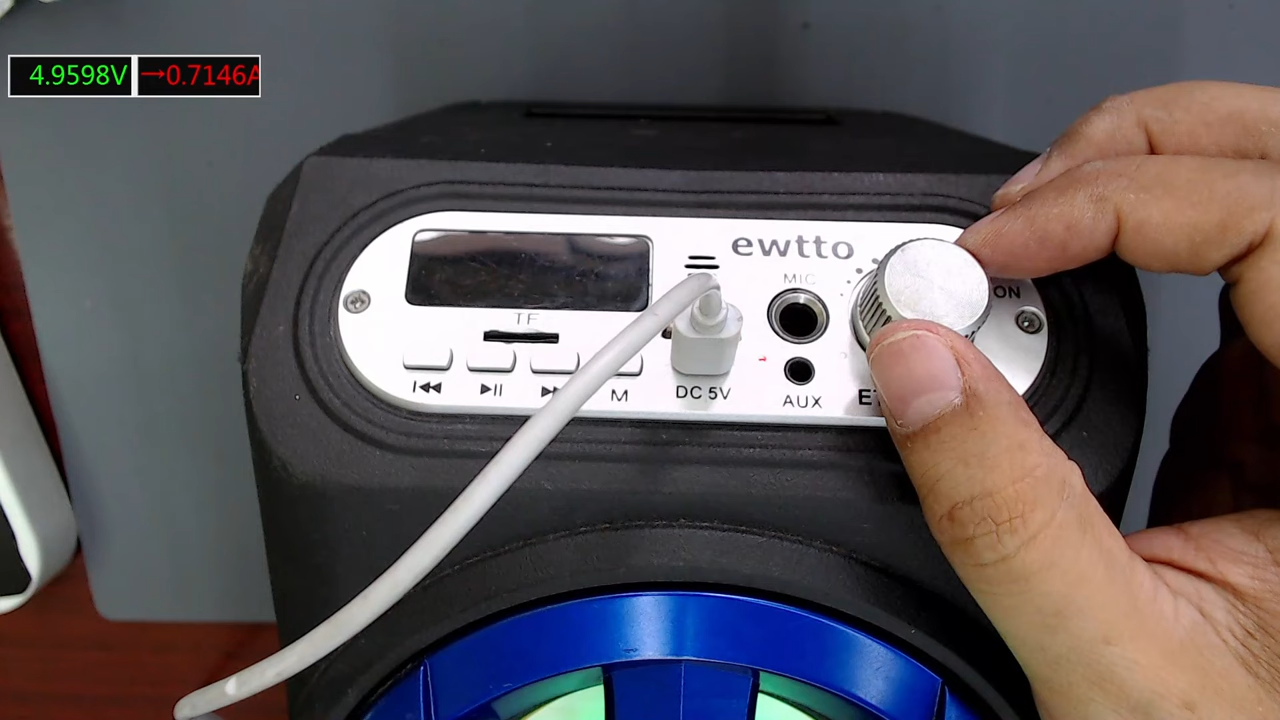 4.9598V →0.7146A
ewtto
MIC
ON
TF
M
DC 5V
AUX